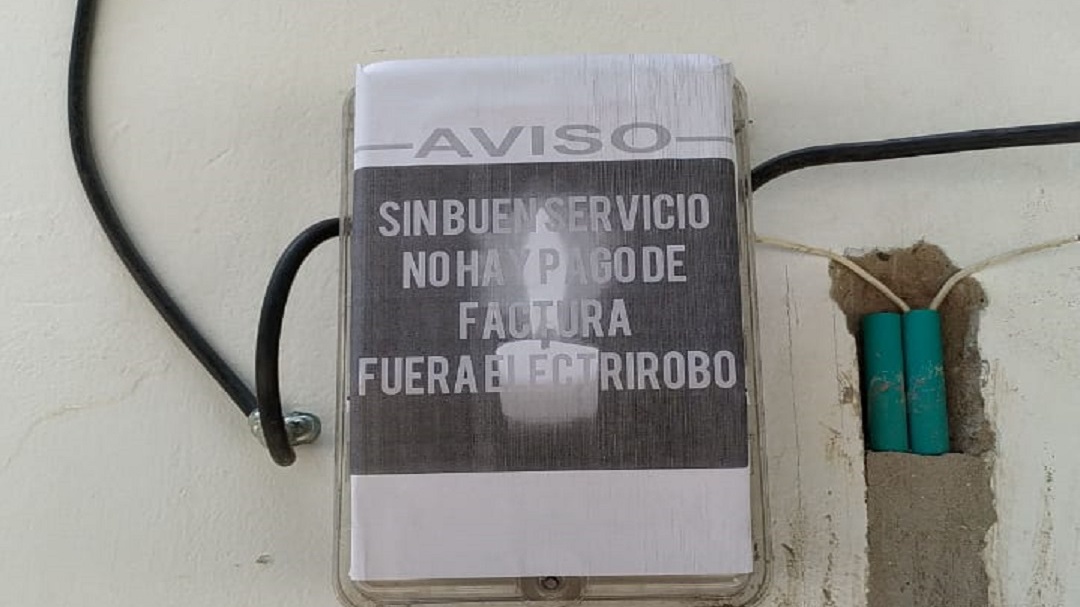 AVISO
SIN BUEN SERVICIO
NO HAY PAGO DE
FACTURA
FUERA ELECTRIROBO